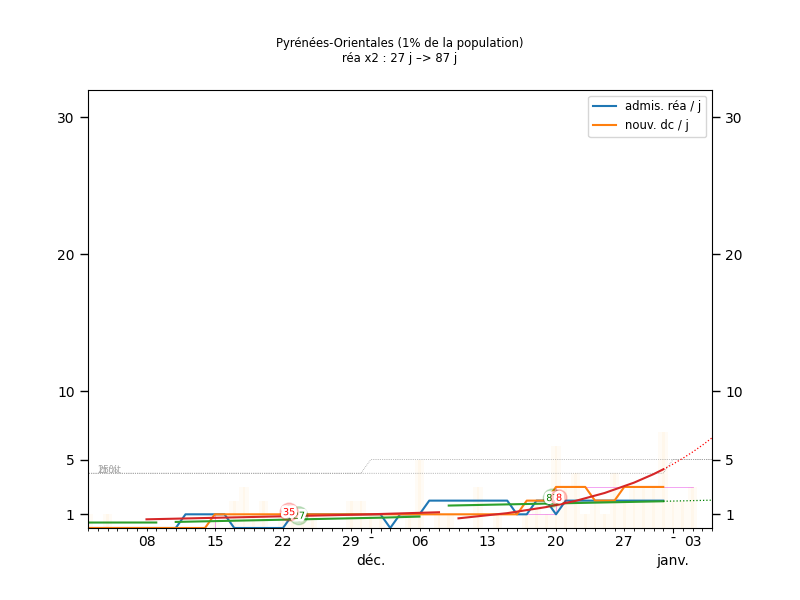 Pyrénées-Orientales (1% de la population)
réa x2 : 27 j –> 87 j
admis. réa / j
nouv. dc / j
30 30
20 20
10 10
5 5
35
8 8
1 1
08 15 22 29 - 06 13 20 27 - 03
déc. janv.